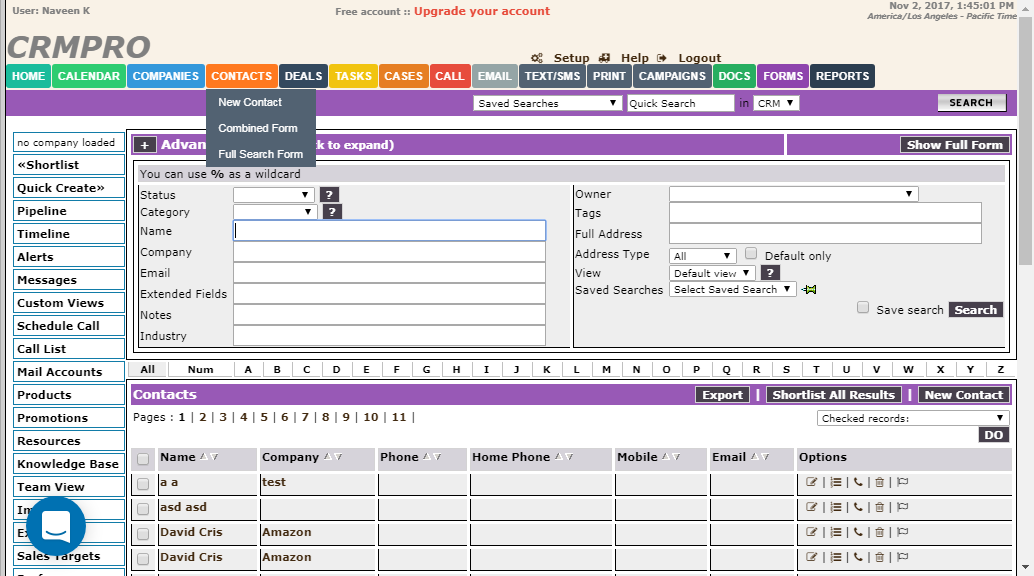 User: Naveen K
Free account :: Upgrade your account
Nov 2, 2017, 1:45:01 PM
America/Los Angeles - Pacific Time
CRMPRO
Setup Help Logout
HOME CALENDAR COMPANIES CONTACTS DEALS TASKS CASES CALL EMAIL TEXT/SMS PRINT CAMPAIGNS DOCS FORMS REPORTS
New Contact
Combined Form
Full Search Form
Saved Searches Quick Search in CRM SEARCH
no company loaded
«Shortlist
Quick Create»
Pipeline
Timeline
Alerts
Messages
Custom Views
Schedule Call
Call List
Mail Accounts
Products
Promotions
Resources
Knowledge Base
Team View
Sales Targets
+ to expand) Show Full Form
You can use % as a wildcard
Status ?
Category ?
Name
Company
Email
Extended Fields
Notes
Industry
Owner
Tags
Full Address
Address Type All Default only
View Default view ?
Saved Searches Select Saved Search
Save search Search
All Num A B C D E F G H I J K L M N O P Q R S T U V W X Y Z
Contacts Export | Shortlist All Results | New Contact
Pages : 1 | 2 | 3 | 4 | 5 | 6 | 7 | 8 | 9 | 10 | 11 |
Checked records:
DO
Name Company Phone Home Phone Mobile Email Options
a a test | | | |
asd asd | | | |
David Cris Amazon | | | |
David Cris Amazon | | | |